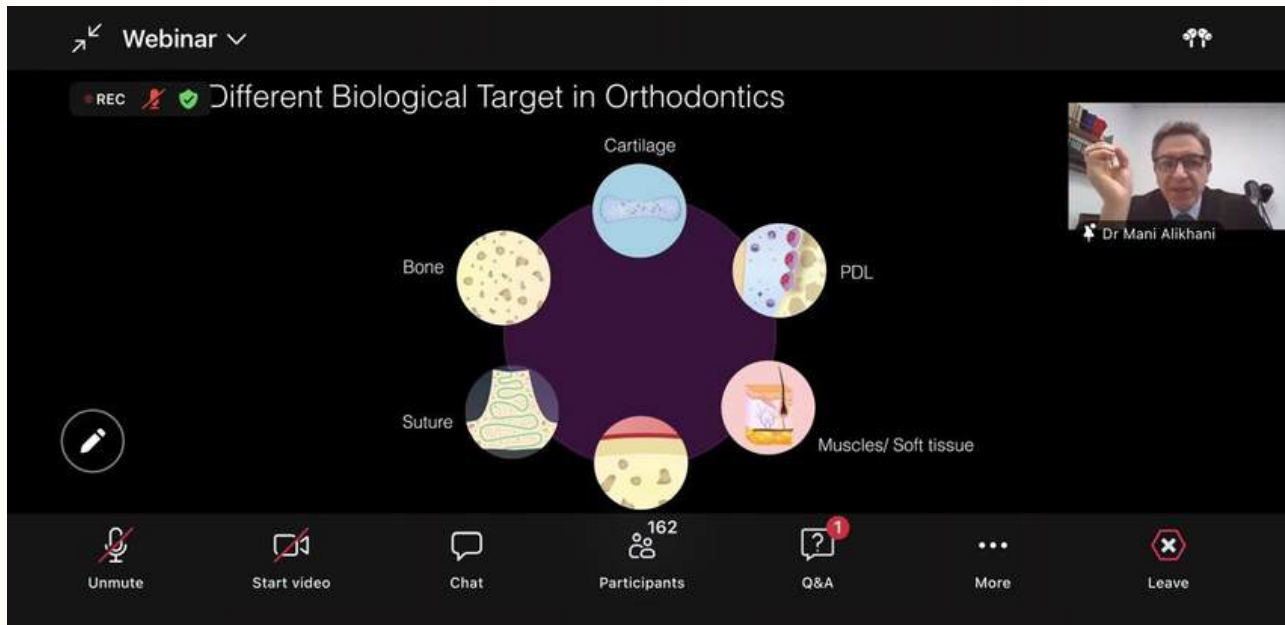 Webinar
REC
Different Biological Target in Orthodontics
Cartilage
Dr Mani Alikhani
Bone
PDL
Suture
Muscles/ Soft tissue
Unmute
Start video
Chat
162
Participants
1
Q&A
More
Leave